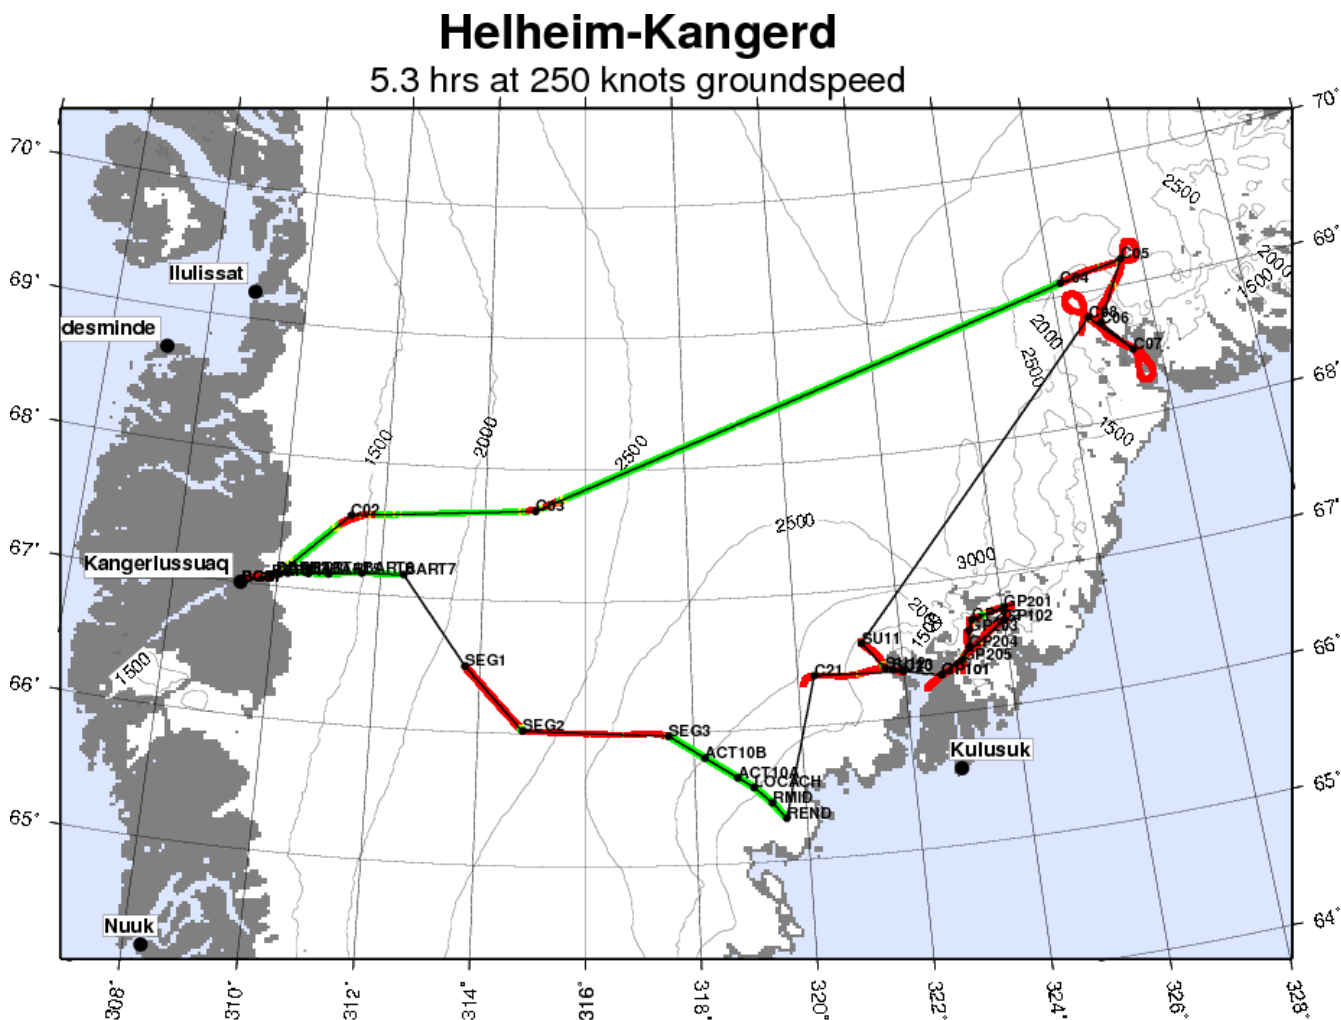 Helheim-Kangerd
5.3 hrs at 250 knots groundspeed
70°
70°
69°
69°
68°
68°
67°
67°
66°
66°
65°
65°
64°
2500
2000
1500
Ilulissat
desminde
C05
C04
C08
C06
C07
2000
2500
1500
1500
2000
2500
2500
3000
C02
C03
Kangerlussuaq
BART7
SEG1
SEG2
SEG3
ACT10B
ACT10A
LOCACH
RMID
REND
1500
2000
1500
GP201
GP102
GP203
GP204
GP205
GP101
SU11
C21
Kulusuk
Nuuk
308°
310°
312°
314°
316°
318°
320°
322°
324°
326°
328°